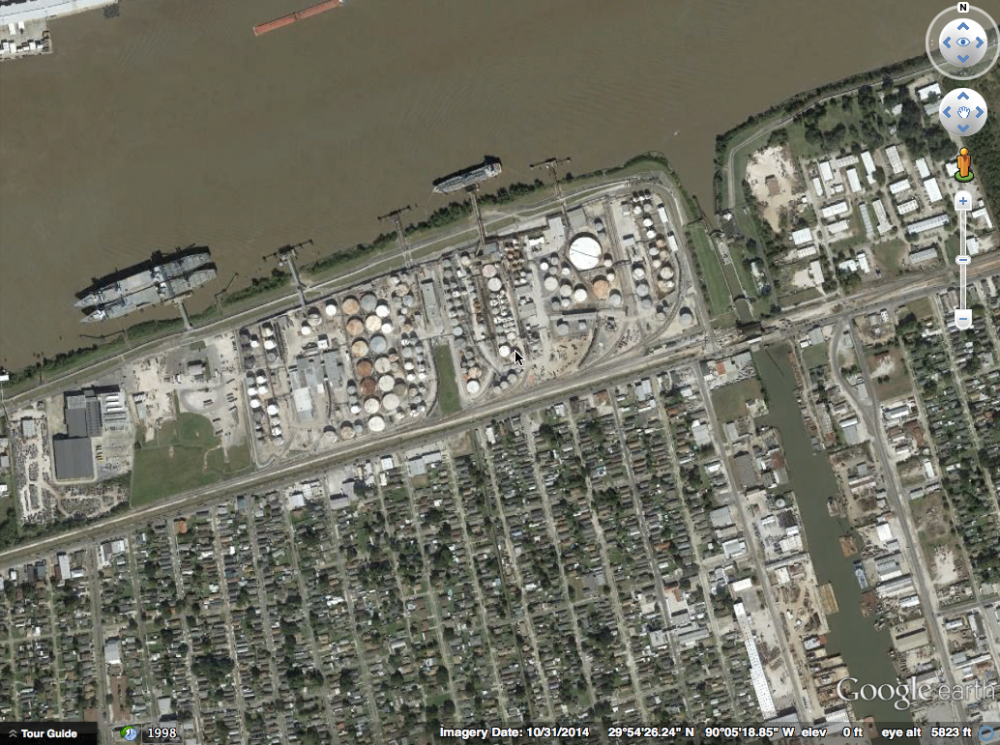 N
Google earth
Tour Guide
1998
Imagery Date: 10/31/2014 29°54'26.24" N 90°05'18.85" W elev 0 ft eye alt 5823 ft